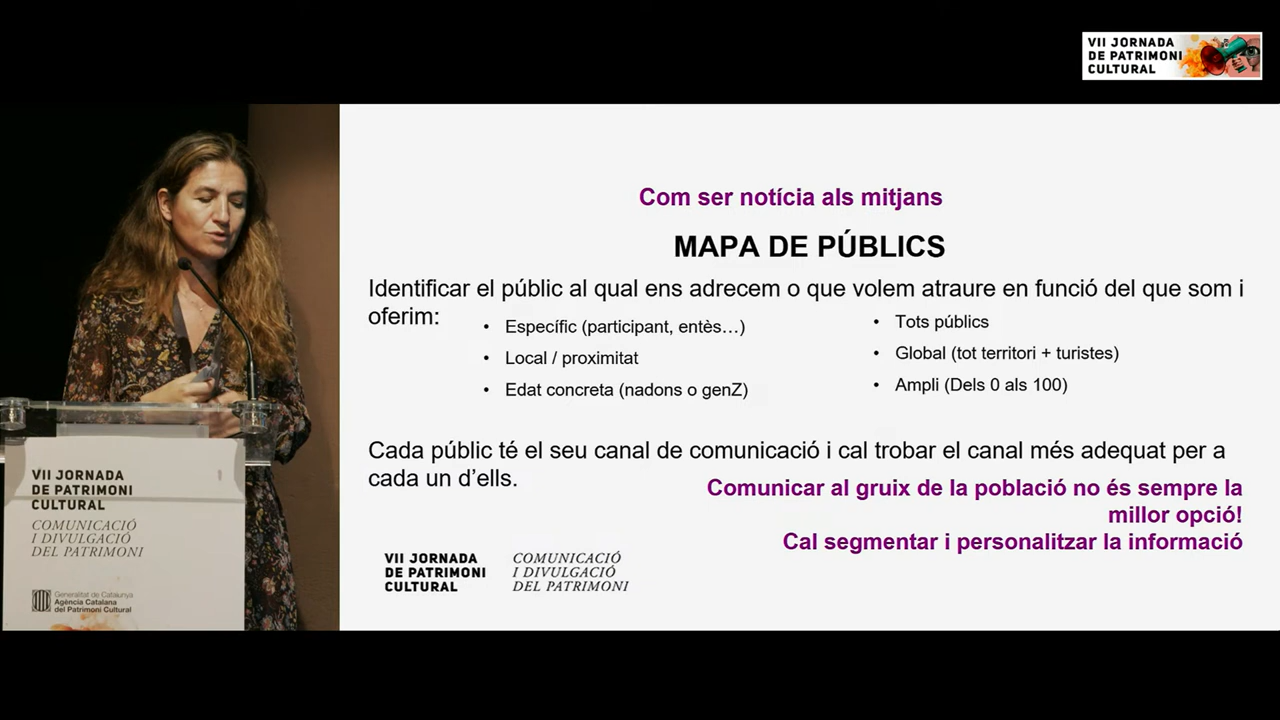 VII JORNADA
DE PATRIMONI
CULTURAL
Com ser notícia als mitjans
MAPA DE PÚBLICS
Identificar el públic al qual ens adrecem o que volem atraure en funció del que som i
oferim:
• Específic (participant, entès…)
• Local / proximitat
• Edat concreta (nadons o genZ)
• Tots públics
• Global (tot territori + turistes)
• Ampli (Dels 0 als 100)
Cada públic té el seu canal de comunicació i cal trobar el canal més adequat per a
cada un d’ells.
Comunicar al gruix de la població no és sempre la
millor opció!
Cal segmentar i personalitzar la informació
VII JORNADA
DE PATRIMONI
CULTURAL
COMUNICACIÓ
I DIVULGACIÓ
DEL PATRIMONI
VII JORNADA
DE PATRIMONI
CULTURAL
COMUNICACIÓ
I DIVULGACIÓ
DEL PATRIMONI
Generalitat de Catalunya
Agència Catalana
del Patrimoni Cultural